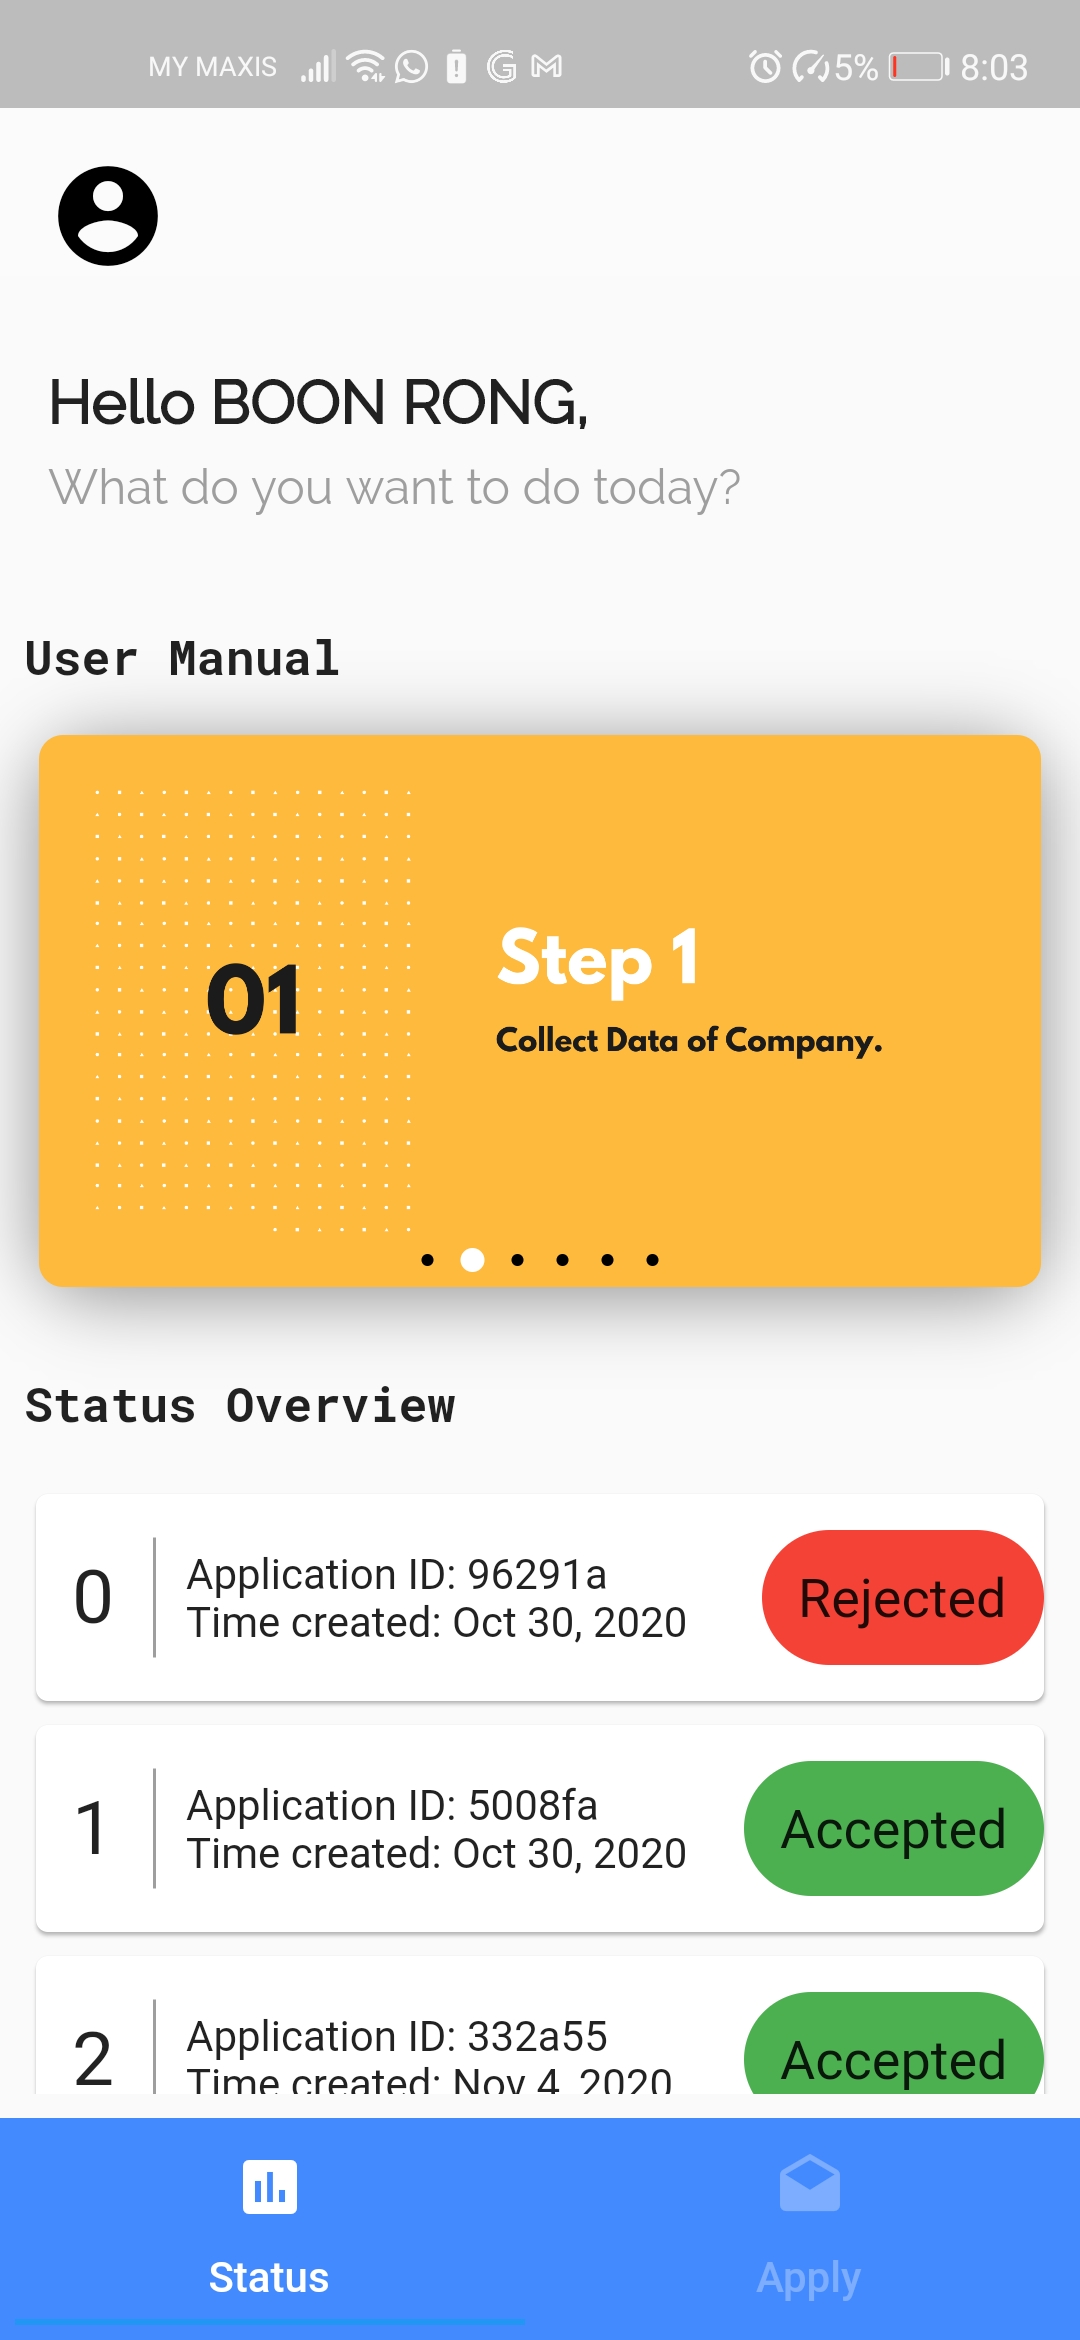 MY MAXIS 5% 8:03
Hello BOON RONG,
What do you want to do today?
User Manual
01
Step 1
Collect Data of Company.
Status Overview
0
Application ID: 96291a
Time created: Oct 30, 2020
Rejected
1
Application ID: 5008fa
Time created: Oct 30, 2020
Accepted
2
Application ID: 332a55
Time created: Nov 4, 2020
Accepted
Status
Apply